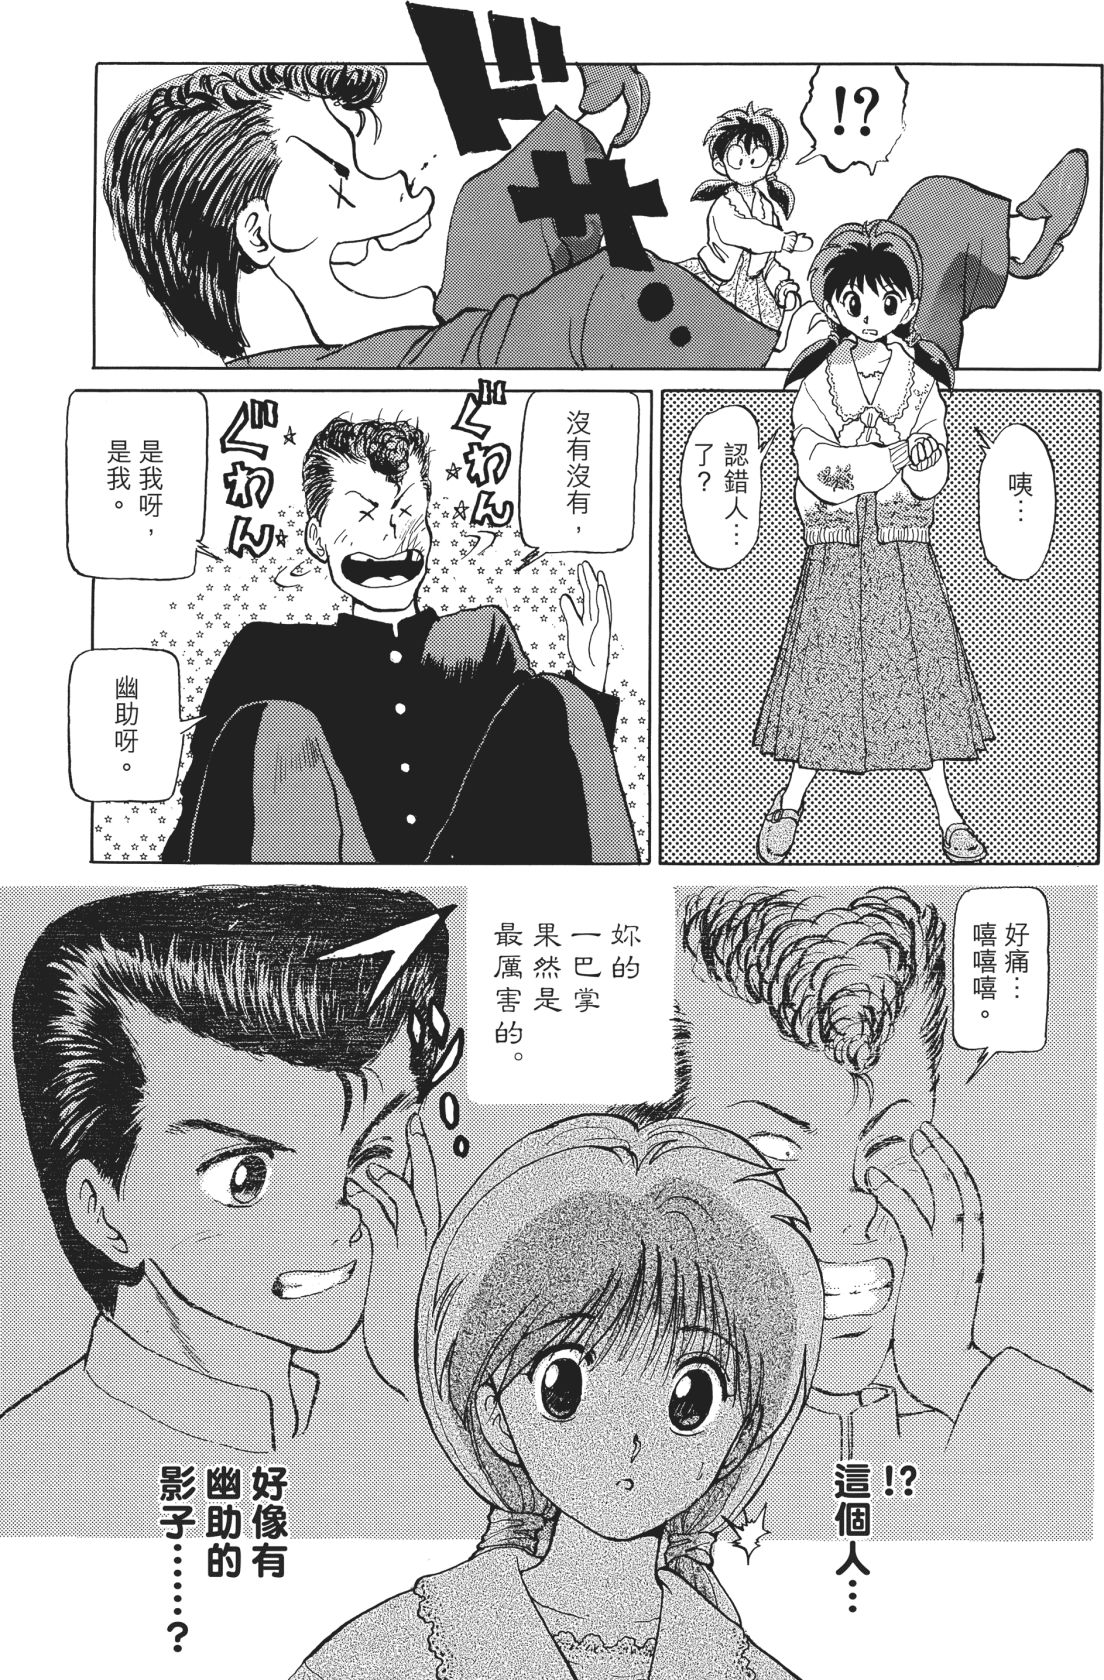 ドザ
!?
咦…
認錯人…
了？
沒有沒有，
ぐわん
ぐわん
是我呀，
是我。
幽助呀。
好痛…
嘻嘻嘻。
妳的
一巴掌
果然是
最厲害的。
!?
這個人…
好像有
幽助的
影子……？